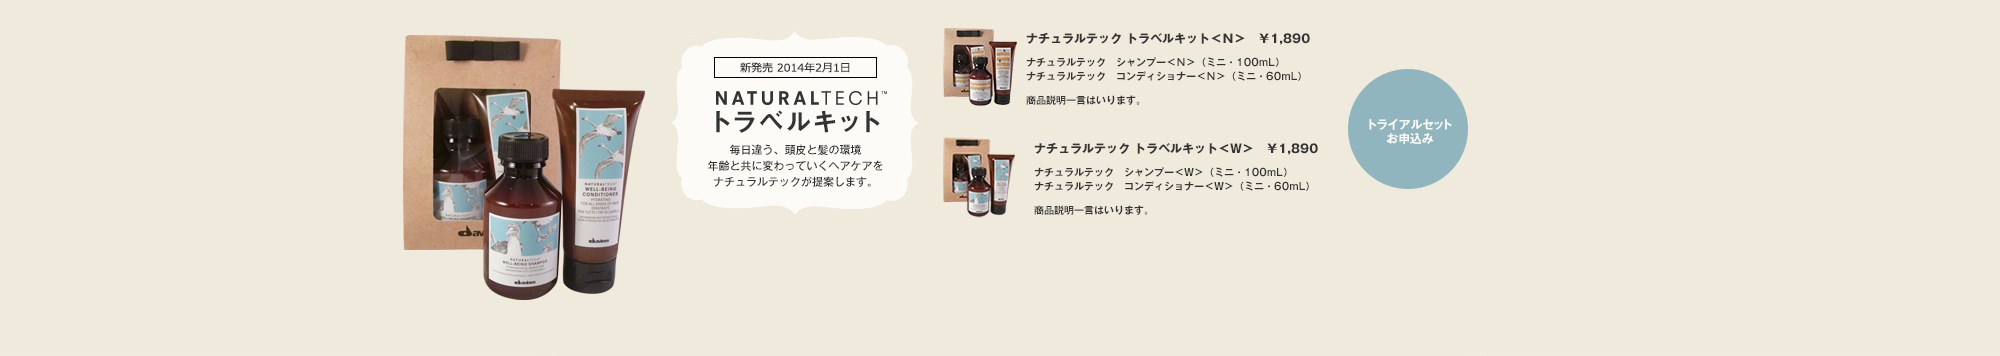 新発売 2014年2月1日
NATURALTECH™
トラベルキット
毎日違う、頭皮と髪の環境
年齢と共に変わっていくヘアケアを
ナチュラルテックが提案します。
ナチュラルテック トラベルキット＜N＞　￥1,890
ナチュラルテック　シャンプー＜N＞（ミニ・100mL）
ナチュラルテック　コンディショナー＜N＞（ミニ・60mL）
商品説明一言はいります。
ナチュラルテック トラベルキット＜W＞　￥1,890
ナチュラルテック　シャンプー＜W＞（ミニ・100mL）
ナチュラルテック　コンディショナー＜W＞（ミニ・60mL）
商品説明一言はいります。
トライアルセット
お申込み
NATURALTECH
WELL-BEING
CONDITIONER
davines
NATURALTECH
WELL-BEING SHAMPOO
davines